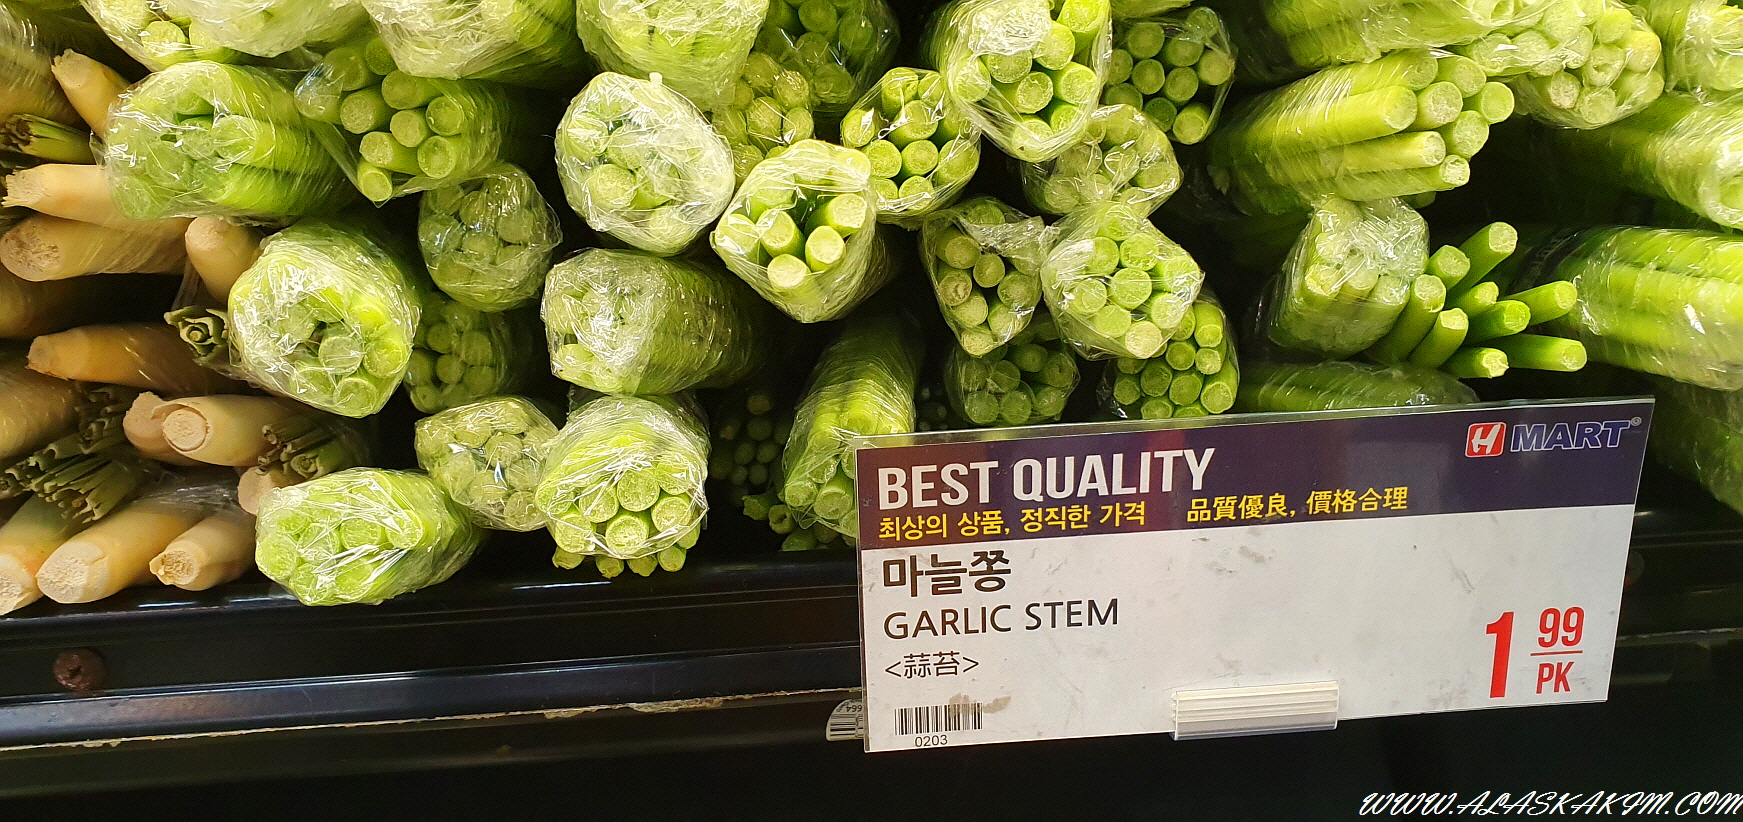 H MART®
BEST QUALITY
최상의 상품, 정직한 가격 品質優良, 價格合理
마늘쫑
GARLIC STEM
<蒜苔>
1 99
PK
0203
WWW.ALASKAKIM.COM